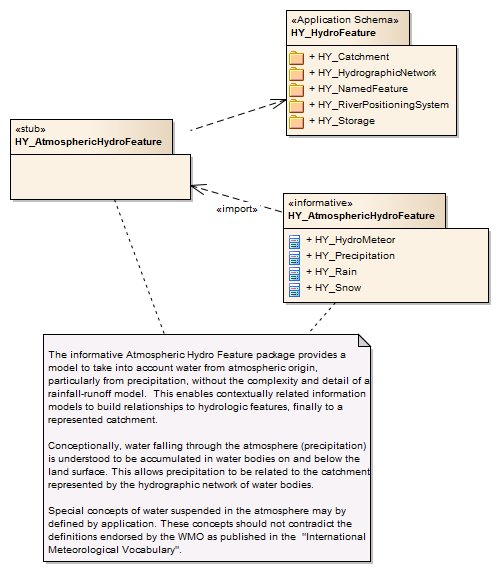 «Application Schema»
HY_HydroFeature
+ HY_Catchment
+ HY_HydrographicNetwork
+ HY_NamedFeature
+ HY_RiverPositioningSystem
+ HY_Storage
«stub»
HY_AtmosphericHydroFeature
«import»
«informative»
HY_AtmosphericHydroFeature
+ HY_HydroMeteor
+ HY_Precipitation
+ HY_Rain
+ HY_Snow
The informative Atmospheric Hydro Feature package provides a
model to take into account water from atmospheric origin,
particularly from precipitation, without the complexity and detail of a
rainfall-runoff model.  This enables contextually related information
models to build relationships to hydrologic features, finally to a
represented catchment.
Conceptionally, water falling through the atmosphere (precipitation)
is understood to be accumulated in water bodies on and below the
land surface. This allows precipitation to be related to the catchment
represented by the hydrographic network of water bodies.
Special concepts of water suspended in the atmosphere may by
defined by application. These concepts should not contradict the
definitions endorsed by the WMO as published in the  "International
Meteorological Vocabulary".